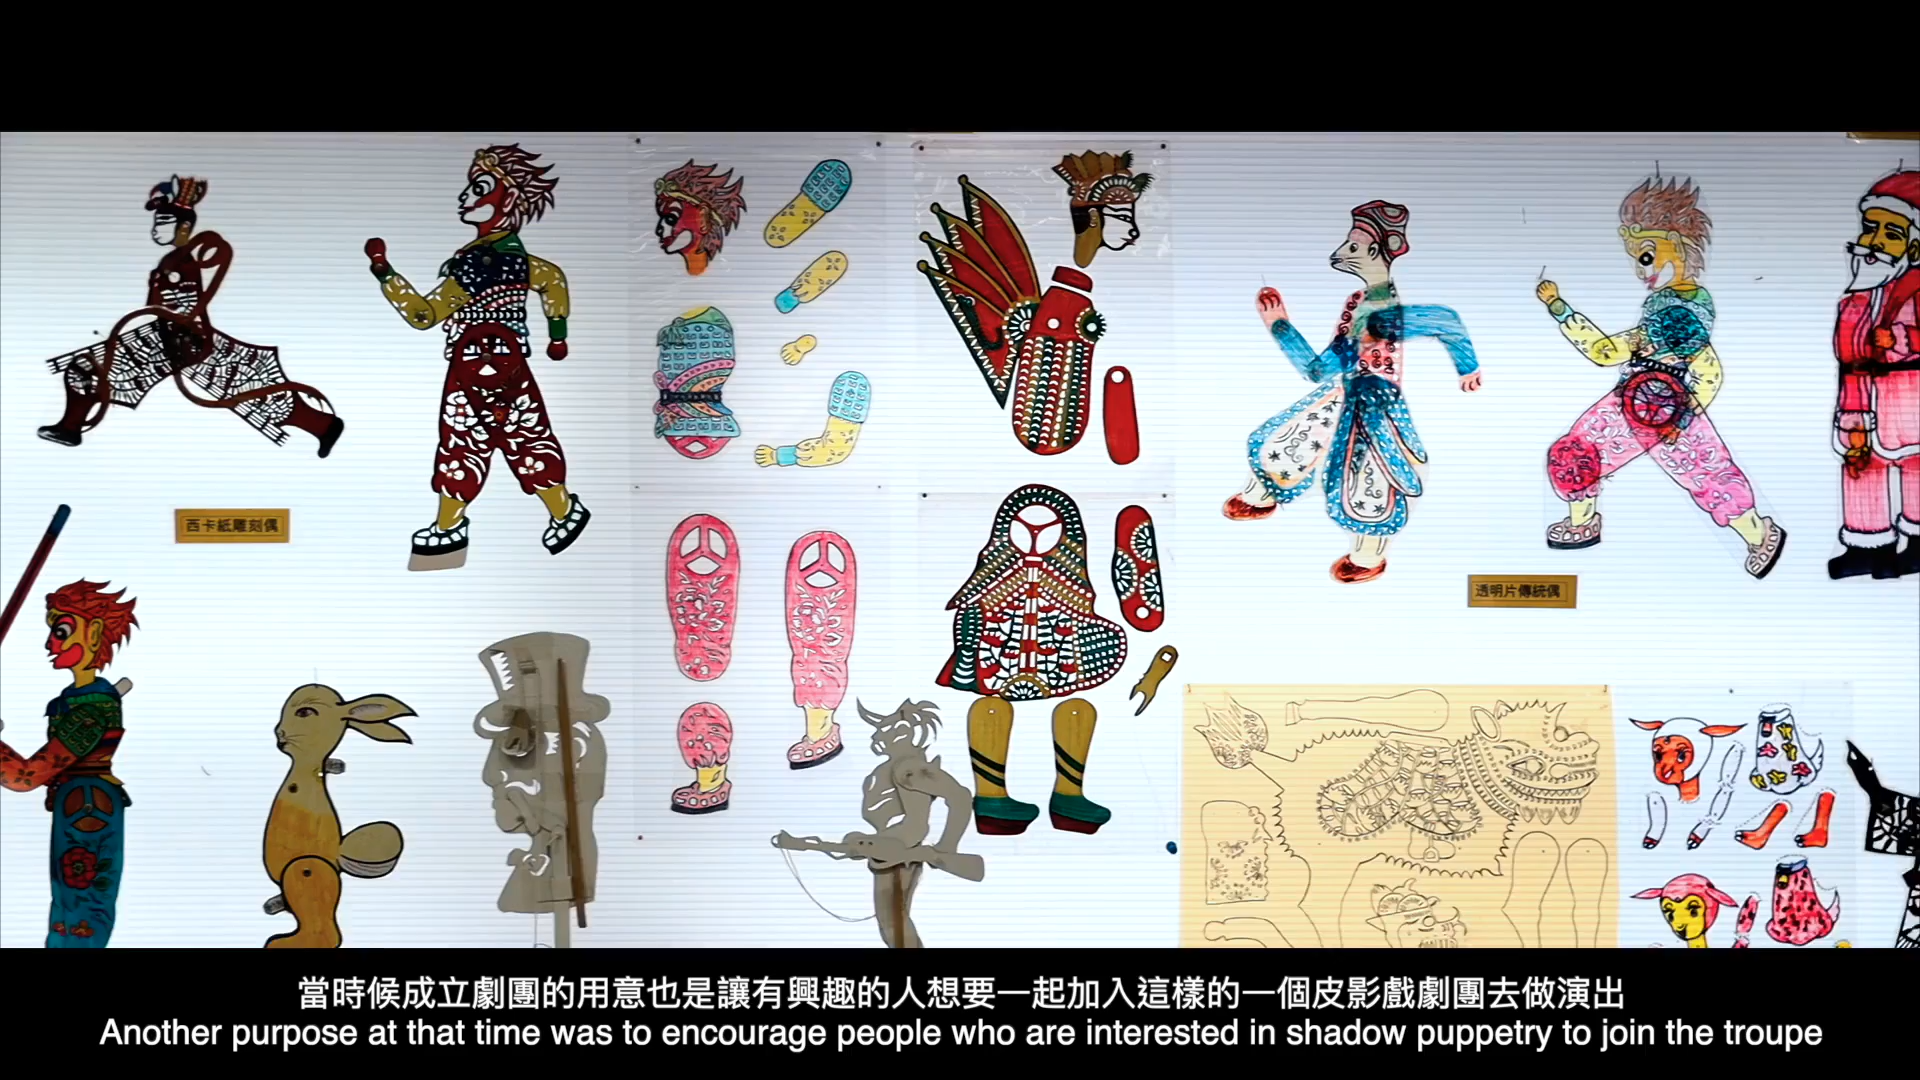 西卡紙雕刻偶
透明片傳統偶
當時候成立劇團的用意也是讓有興趣的人想要一起加入這樣的一個皮影戲劇團去做演出
Another purpose at that time was to encourage people who are interested in shadow puppetry to join the troupe